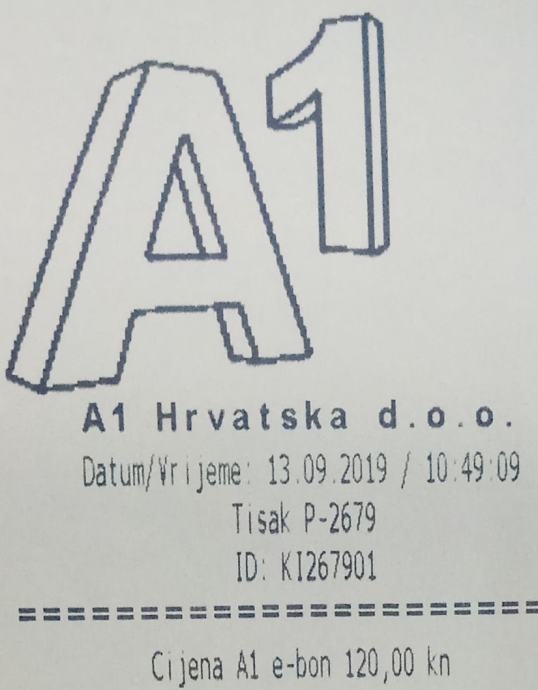 A1
A1 Hrvatska d.o.o.
Datum/Vrijeme: 13.09.2019 / 10:49:09
Tisak P-2679
ID: KI267901
================================
Cijena A1 e-bon 120,00 kn